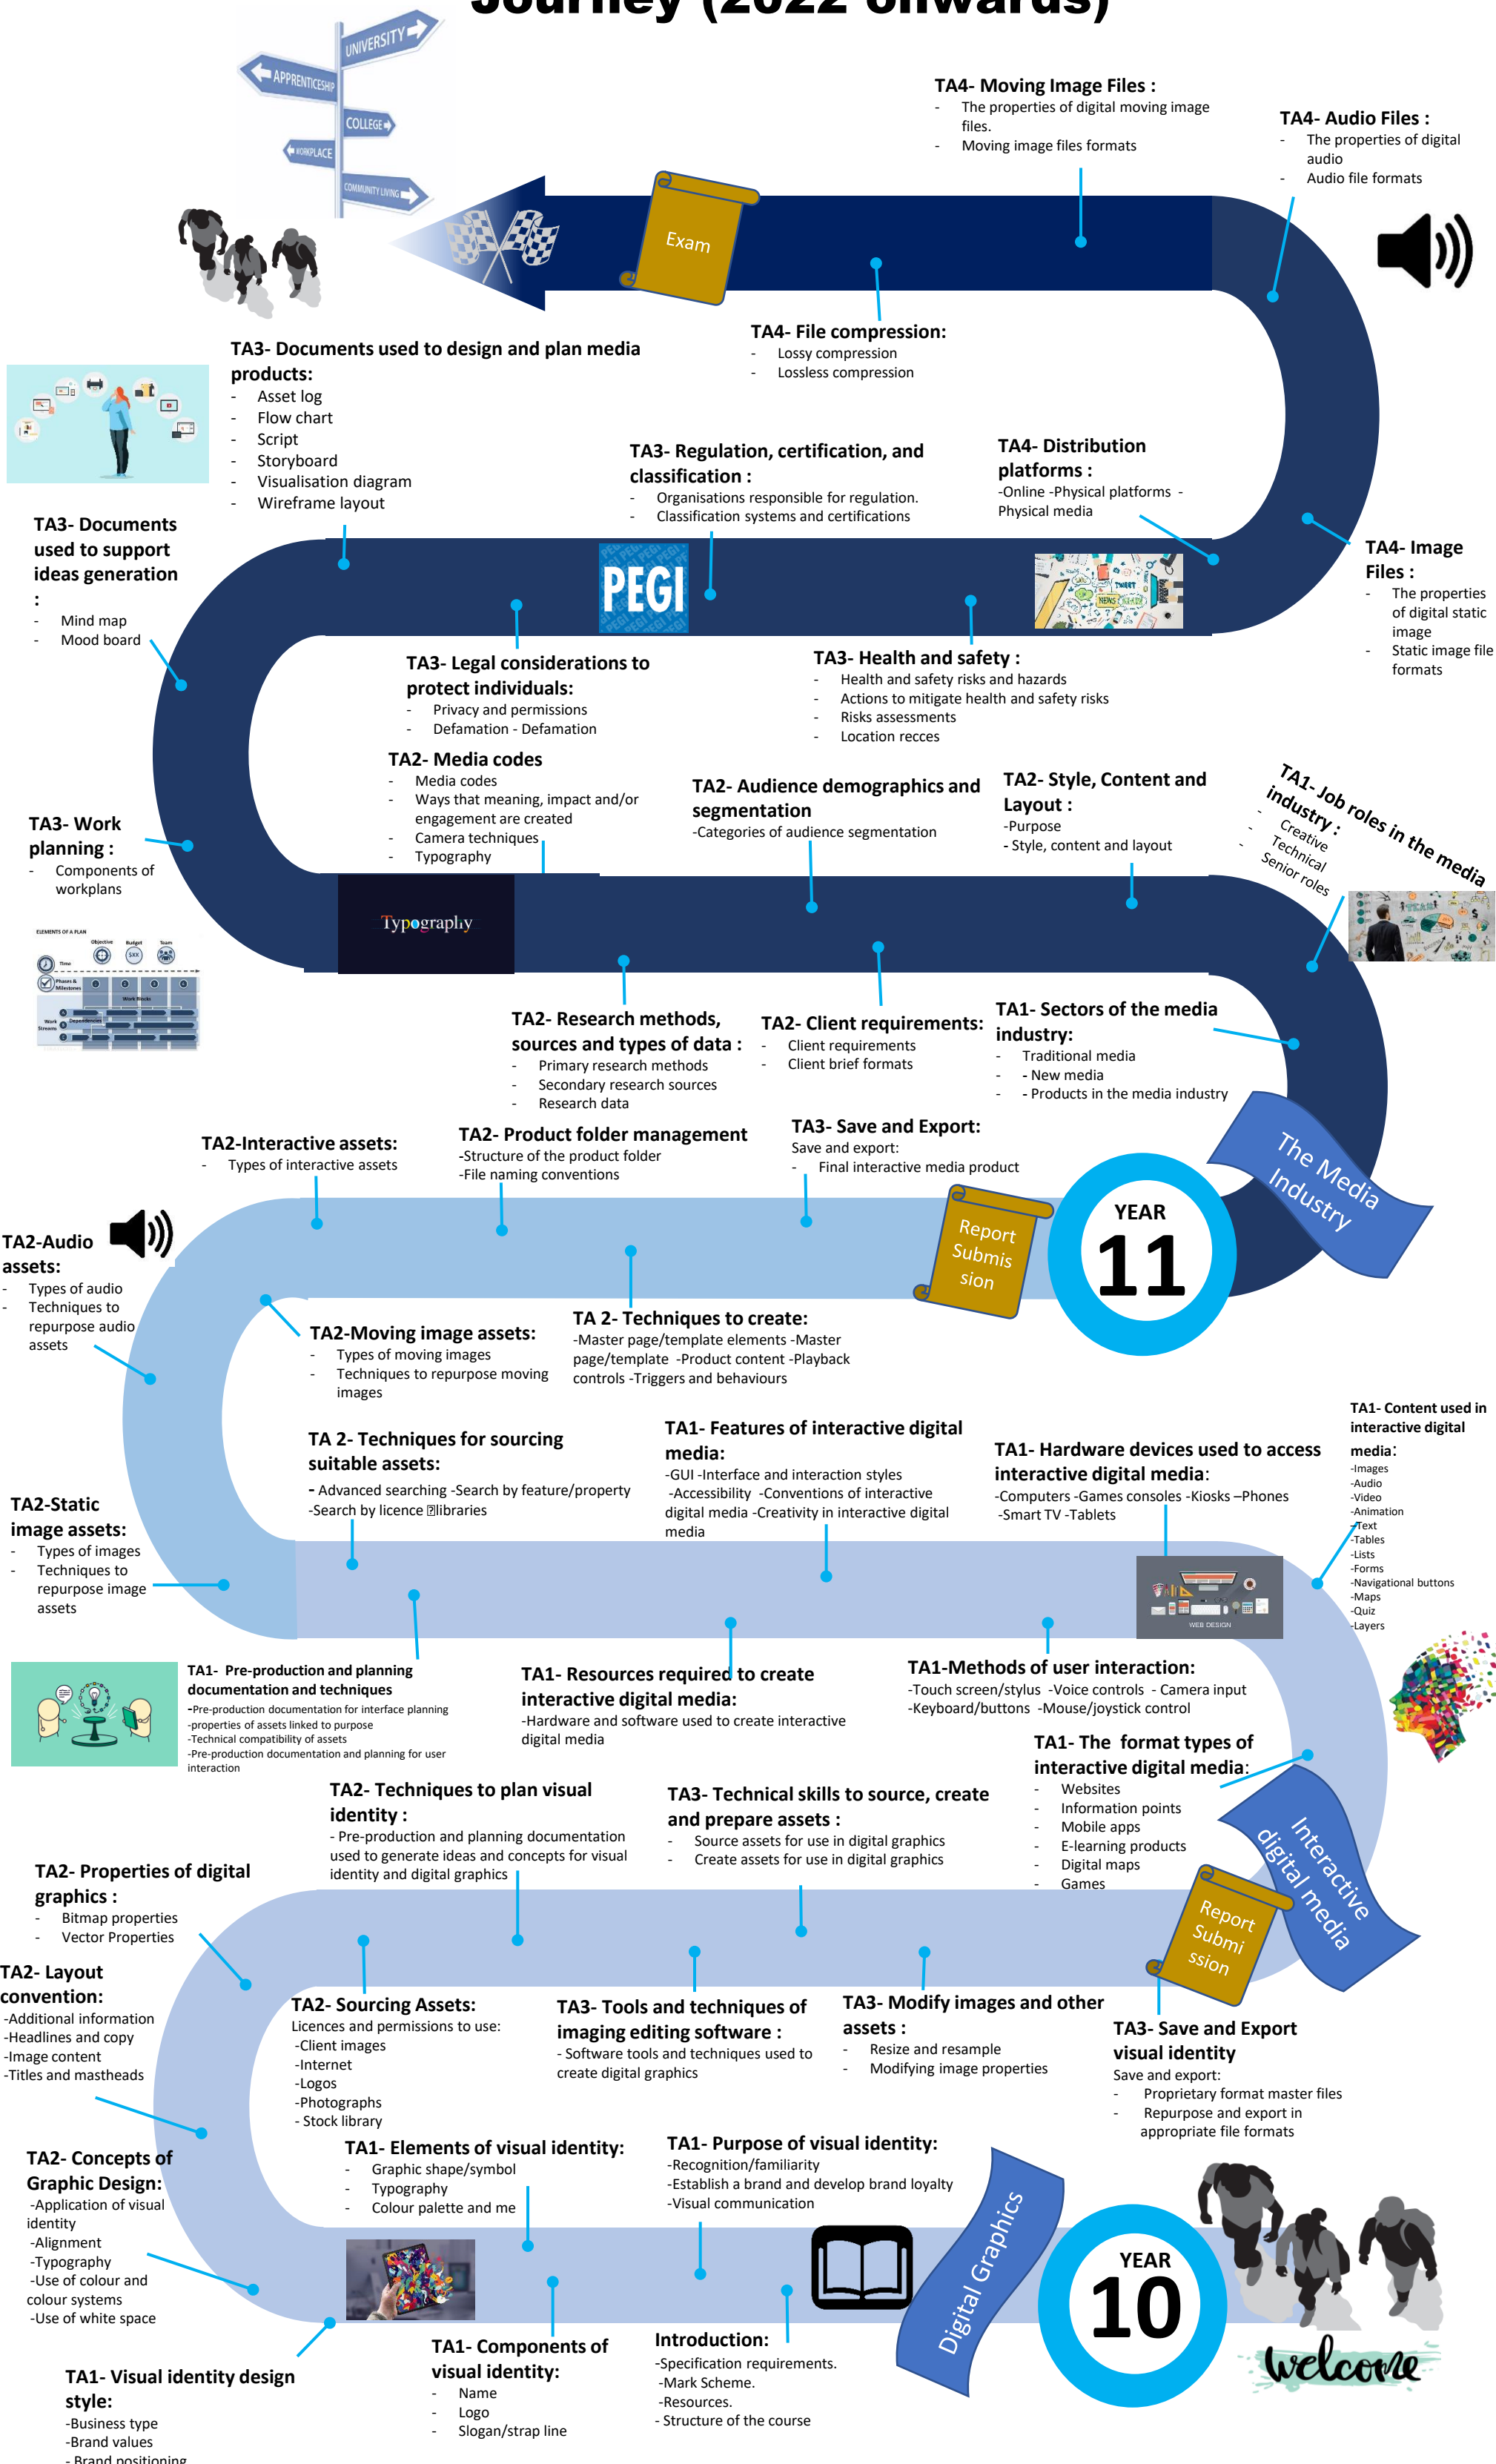 Journey (2022 onwards)
UNIVERSITY
APPRENTICESHIP
COLLEGE
WORKPLACE
COMMUNITY LIVING
TA4- Moving Image Files :
- The properties of digital moving image
files.
- Moving image files formats
TA4- Audio Files :
- The properties of digital
audio
- Audio file formats
Exam
TA4- File compression:
- Lossy compression
- Lossless compression
TA3- Documents used to design and plan media
products:
- Asset log
- Flow chart
- Script
- Storyboard
- Visualisation diagram
- Wireframe layout
TA3- Regulation, certification, and
classification :
- Organisations responsible for regulation.
- Classification systems and certifications
TA4- Distribution
platforms :
-Online -Physical platforms -
Physical media
TA3- Documents
used to support
ideas generation
:
- Mind map
- Mood board
TA4- Image
Files :
- The properties
of digital static
image
- Static image file
formats
PEGI
TA3- Legal considerations to
protect individuals:
- Privacy and permissions
- Defamation - Defamation
TA3- Health and safety :
- Health and safety risks and hazards
- Actions to mitigate health and safety risks
- Risks assessments
- Location recces
TA2- Media codes
- Media codes
- Ways that meaning, impact and/or
engagement are created
- Camera techniques
- Typography
TA2- Audience demographics and
segmentation
-Categories of audience segmentation
TA2- Style, Content and
Layout :
-Purpose
- Style, content and layout
TA1- Job roles in the media
industry :
- Creative
- Technical
- Senior roles
TA3- Work
planning :
- Components of
workplans
Typography
ELEMENTS OF A PLAN
Objective
Budget
Team
$XX
Time
Phases &
Milestones
Work Blocks
Work
Streams
Dependencies
TA2- Research methods,
sources and types of data :
- Primary research methods
- Secondary research sources
- Research data
TA2- Client requirements:
- Client requirements
- Client brief formats
TA1- Sectors of the media
industry:
- Traditional media
- - New media
- - Products in the media industry
The Media
Industry
TA2-Interactive assets:
- Types of interactive assets
TA2- Product folder management
-Structure of the product folder
-File naming conventions
TA3- Save and Export:
Save and export:
- Final interactive media product
YEAR
11
Report
Submis
sion
TA2-Audio
assets:
- Types of audio
- Techniques to
repurpose audio
assets
TA2-Moving image assets:
- Types of moving images
- Techniques to repurpose moving
images
TA 2- Techniques to create:
-Master page/template elements -Master
page/template -Product content -Playback
controls -Triggers and behaviours
TA 2- Techniques for sourcing
suitable assets:
- Advanced searching -Search by feature/property
-Search by licence libraries
TA1- Features of interactive digital
media:
-GUI -Interface and interaction styles
-Accessibility -Conventions of interactive
digital media -Creativity in interactive digital
media
TA1- Hardware devices used to access
interactive digital media:
-Computers -Games consoles -Kiosks –Phones
-Smart TV -Tablets
TA1- Content used in
interactive digital
media:
-Images
-Audio
-Video
-Animation
-Text
-Tables
-Lists
-Forms
-Navigational buttons
-Maps
-Quiz
-Layers
TA2-Static
image assets:
- Types of images
- Techniques to
repurpose image
assets
WEB DESIGN
TA1- Pre-production and planning
documentation and techniques
-Pre-production documentation for interface planning
-properties of assets linked to purpose
-Technical compatibility of assets
-Pre-production documentation and planning for user
interaction
TA1- Resources required to create
interactive digital media:
-Hardware and software used to create interactive
digital media
TA1-Methods of user interaction:
-Touch screen/stylus -Voice controls - Camera input
-Keyboard/buttons -Mouse/joystick control
TA1- The format types of
interactive digital media:
- Websites
- Information points
- Mobile apps
- E-learning products
- Digital maps
- Games
Interactive
digital media
TA2- Techniques to plan visual
identity :
- Pre-production and planning documentation
used to generate ideas and concepts for visual
identity and digital graphics
TA3- Technical skills to source, create
and prepare assets :
- Source assets for use in digital graphics
- Create assets for use in digital graphics
Report
Submi
ssion
TA2- Properties of digital
graphics :
- Bitmap properties
- Vector Properties
TA2- Layout
convention:
-Additional information
-Headlines and copy
-Image content
-Titles and mastheads
TA2- Sourcing Assets:
Licences and permissions to use:
-Client images
-Internet
-Logos
-Photographs
- Stock library
TA3- Tools and techniques of
imaging editing software :
- Software tools and techniques used to
create digital graphics
TA3- Modify images and other
assets :
- Resize and resample
- Modifying image properties
TA3- Save and Export
visual identity
Save and export:
- Proprietary format master files
- Repurpose and export in
appropriate file formats
TA2- Concepts of
Graphic Design:
-Application of visual
identity
-Alignment
-Typography
-Use of colour and
colour systems
-Use of white space
TA1- Elements of visual identity:
- Graphic shape/symbol
- Typography
- Colour palette and me
TA1- Purpose of visual identity:
-Recognition/familiarity
-Establish a brand and develop brand loyalty
-Visual communication
Digital Graphics
YEAR
10
welcome
TA1- Visual identity design
style:
-Business type
-Brand values
- Brand positioning
TA1- Components of
visual identity:
- Name
- Logo
- Slogan/strap line
Introduction:
-Specification requirements.
-Mark Scheme.
-Resources.
- Structure of the course